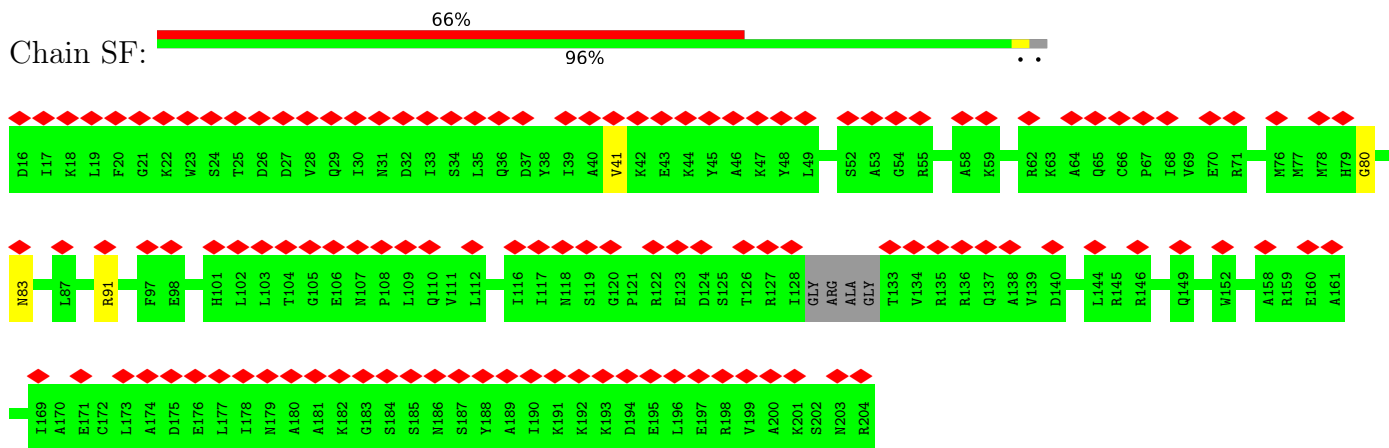 66%
Chain SF:
96%
. .
D16 I17 K18 L19 F20 G21 K22 W23 S24 T25 D26 D27 V28 Q29 I30 N31 D32 I33 S34 L35 Q36 D37 Y38 I39 A40 V41 K42 E43 K44 Y45 A46 K47 Y48 L49 S52 A53 G54 R55 A58 K59 R62 K63 A64 Q65 C66 P67 I68 V69 E70 R71 M76 M77 M78 H79 G80
N83 L87 R91 F97 E98 H101 L102 L103 T104 G105 E106 N107 P108 L109 Q110 V111 L112 I116 I117 N118 S119 G120 P121 R122 E123 D124 S125 T126 R127 I128 GLY ARG ALA GLY T133 V134 R135 R136 Q137 A138 V139 D140 L144 R145 R146 Q149 W152 A158 R159 E160 A161
I169 A170 E171 C172 L173 A174 D175 E176 L177 I178 N179 A180 A181 K182 G183 S184 S185 N186 S187 Y188 A189 I190 K191 K192 K193 D194 E195 L196 E197 R198 V199 A200 K201 S202 N203 R204